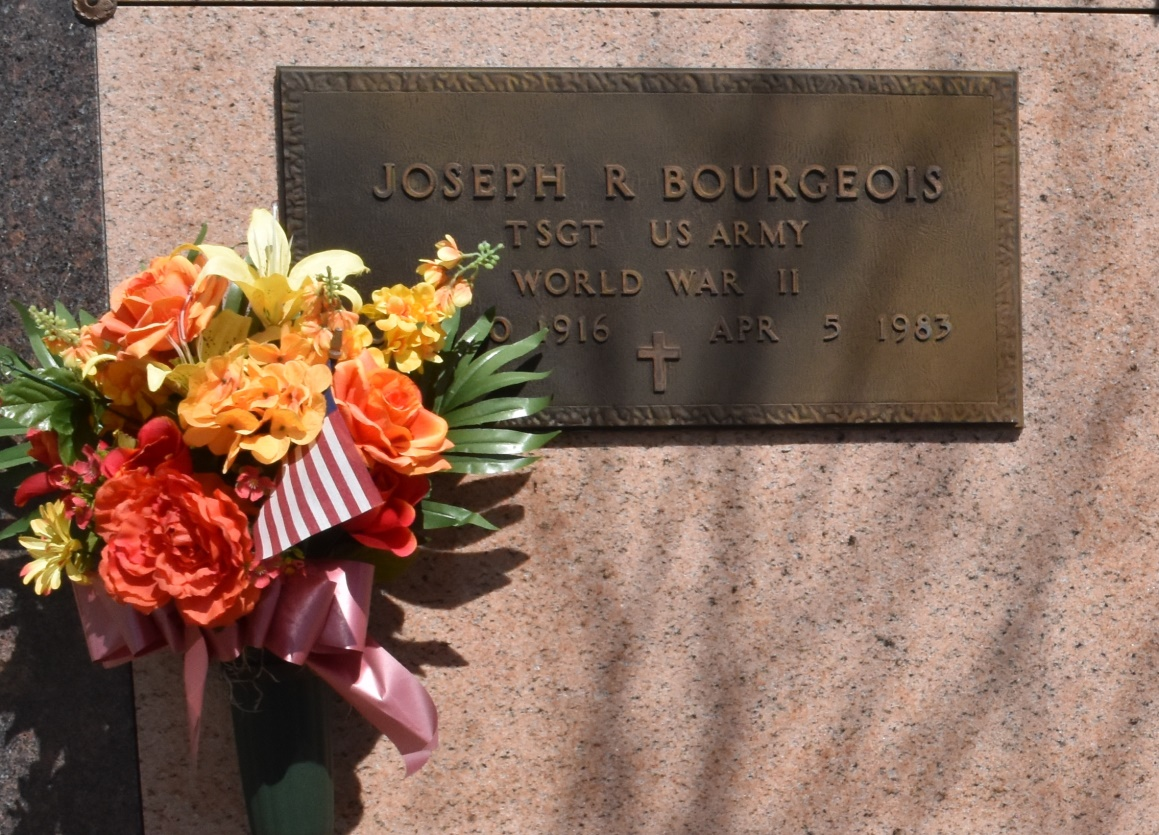 JOSEPH R BOURGEOIS
TSGT US ARMY
WORLD WAR II
1916 APR 5 1983